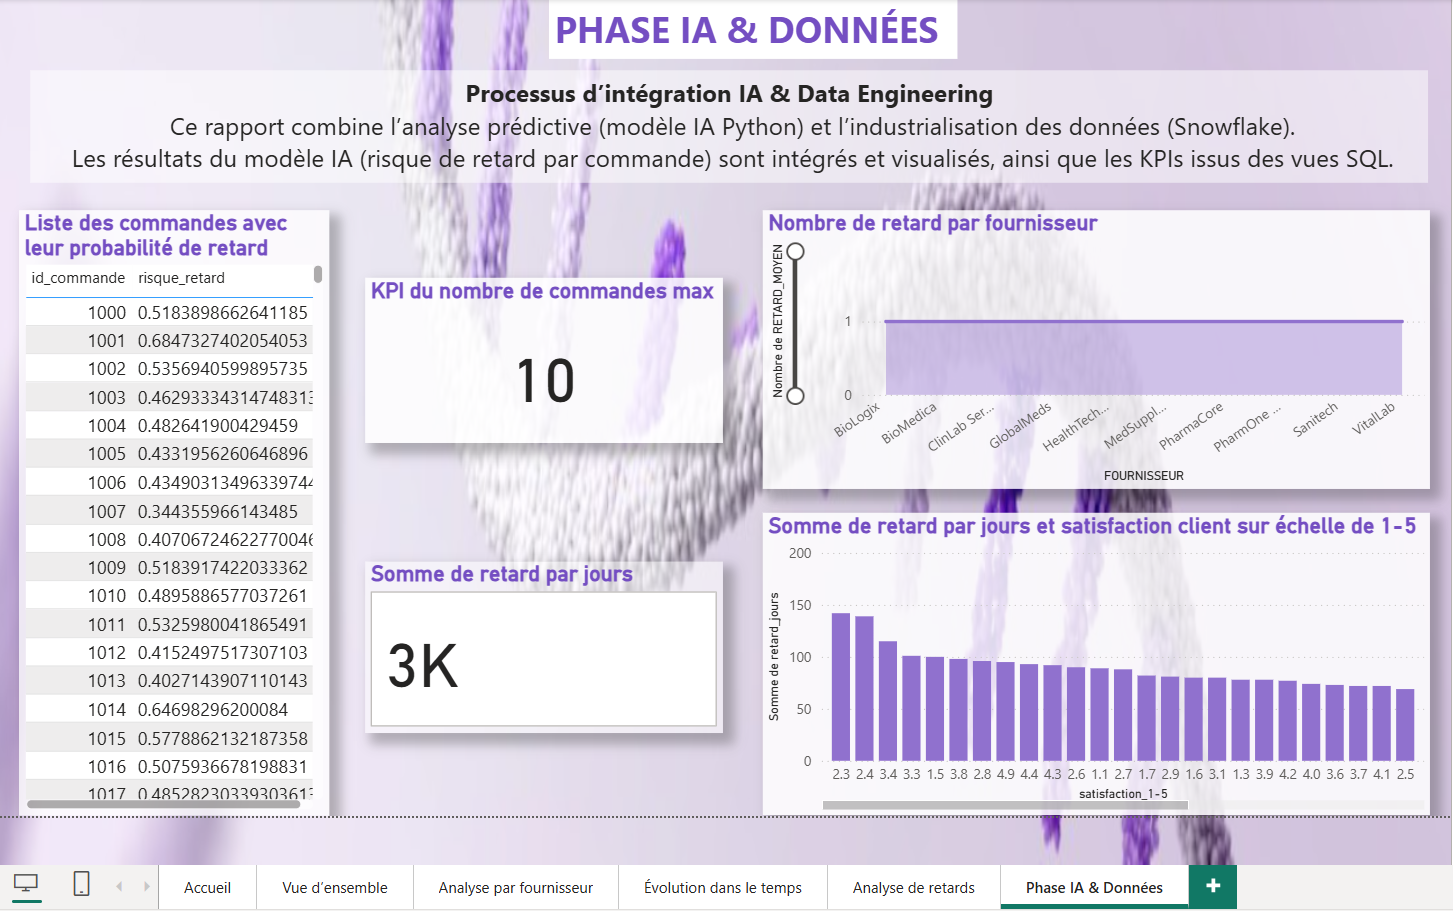 PHASE IA & DONNÉES
Processus d’intégration IA & Data Engineering
Ce rapport combine l’analyse prédictive (modèle IA Python) et l’industrialisation des données (Snowflake).
Les résultats du modèle IA (risque de retard par commande) sont intégrés et visualisés, ainsi que les KPIs issus des vues SQL.
Liste des commandes avec
leur probabilité de retard
id_commande risque_retard
1000 0.5183898662641185
1001 0.6847327402054053
1002 0.5356940599895735
1003 0.4629333431474831
1004 0.482641900429459
1005 0.4331956260646896
1006 0.4349031349633974
1007 0.344355966143485
1008 0.4070672462277004
1009 0.5183917422033362
1010 0.4895886577037261
1011 0.5325980041865491
1012 0.4152497517307103
1013 0.4027143907110143
1014 0.64698296200084
1015 0.5778862132187358
1016 0.5075936678198831
1017 0.4852823033930361
KPI du nombre de commandes max
10
Somme de retard par jours
3K
Nombre de retard par fournisseur
Nombre de RETARD_MOYEN
1
0
BioLogix
BioMedica
ClinLab Ser...
GlobalMeds
HealthTech...
MedSuppl...
PharmaCore
PharmOne ...
Sanitech
VitalLab
FOURNISSEUR
Somme de retard par jours et satisfaction client sur échelle de 1-5
Somme de retard_jours
200
150
100
50
0
2.3 2.4 3.4 3.3 1.5 3.8 2.8 4.9 4.4 4.3 2.6 1.1 2.7 1.7 2.9 1.6 3.1 1.3 3.9 4.2 4.0 3.6 3.7 4.1 2.5
satisfaction_1-5
Accueil
Vue d’ensemble
Analyse par fournisseur
Évolution dans le temps
Analyse de retards
Phase IA & Données
+